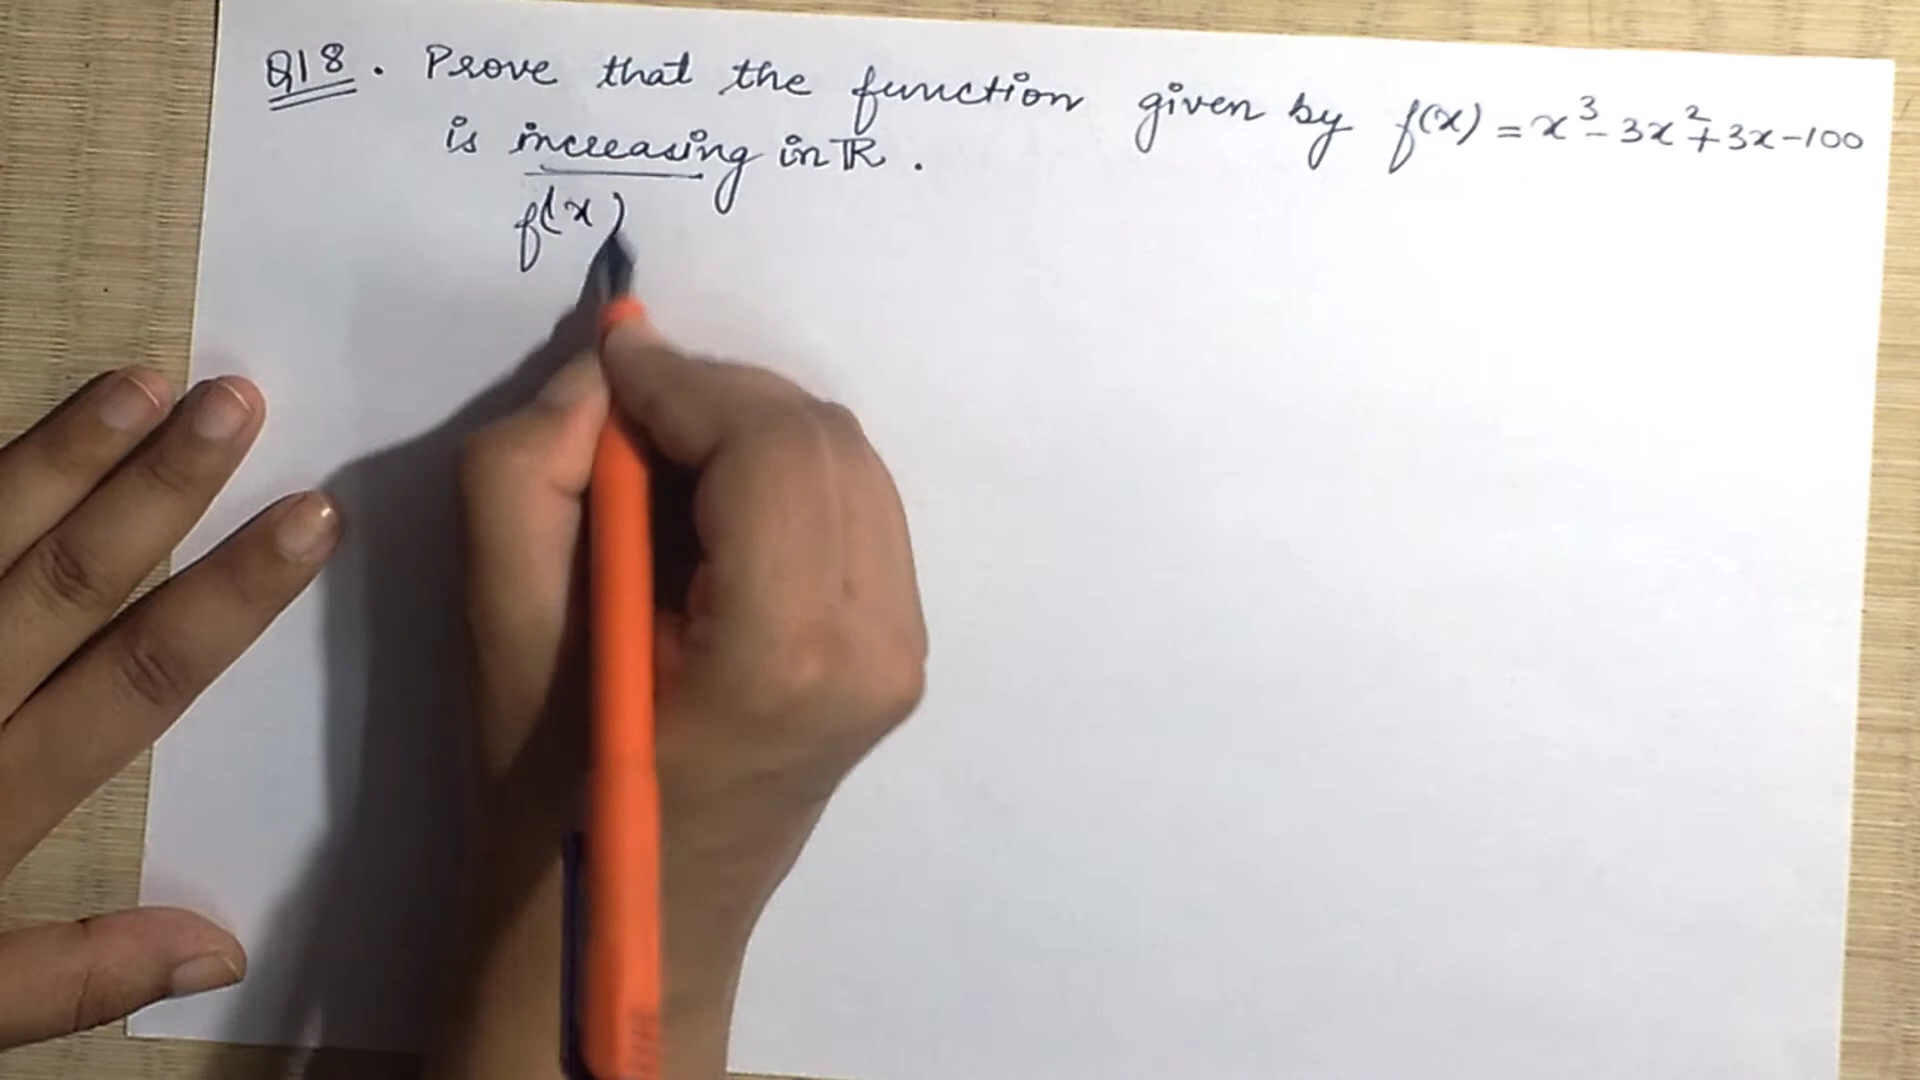 Q18. Prove that the function given by f(x) = x³ - 3x² + 3x - 100
is increasing in ℝ.
f(x)